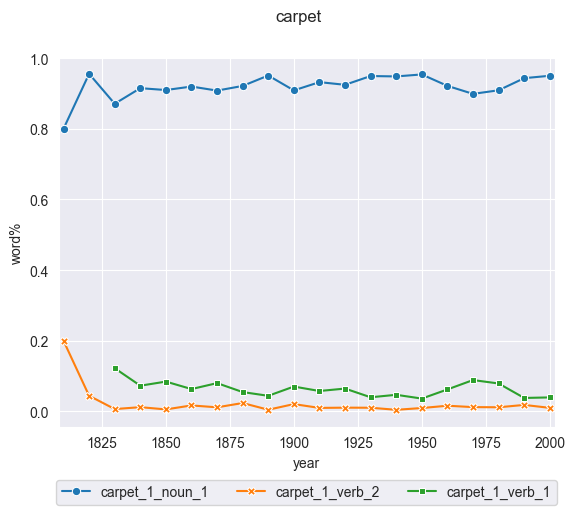 carpet
1.0
0.8
0.6
0.4
0.2
0.0
word%
1825 1850 1875 1900 1925 1950 1975 2000
year
carpet_1_noun_1 carpet_1_verb_2 carpet_1_verb_1